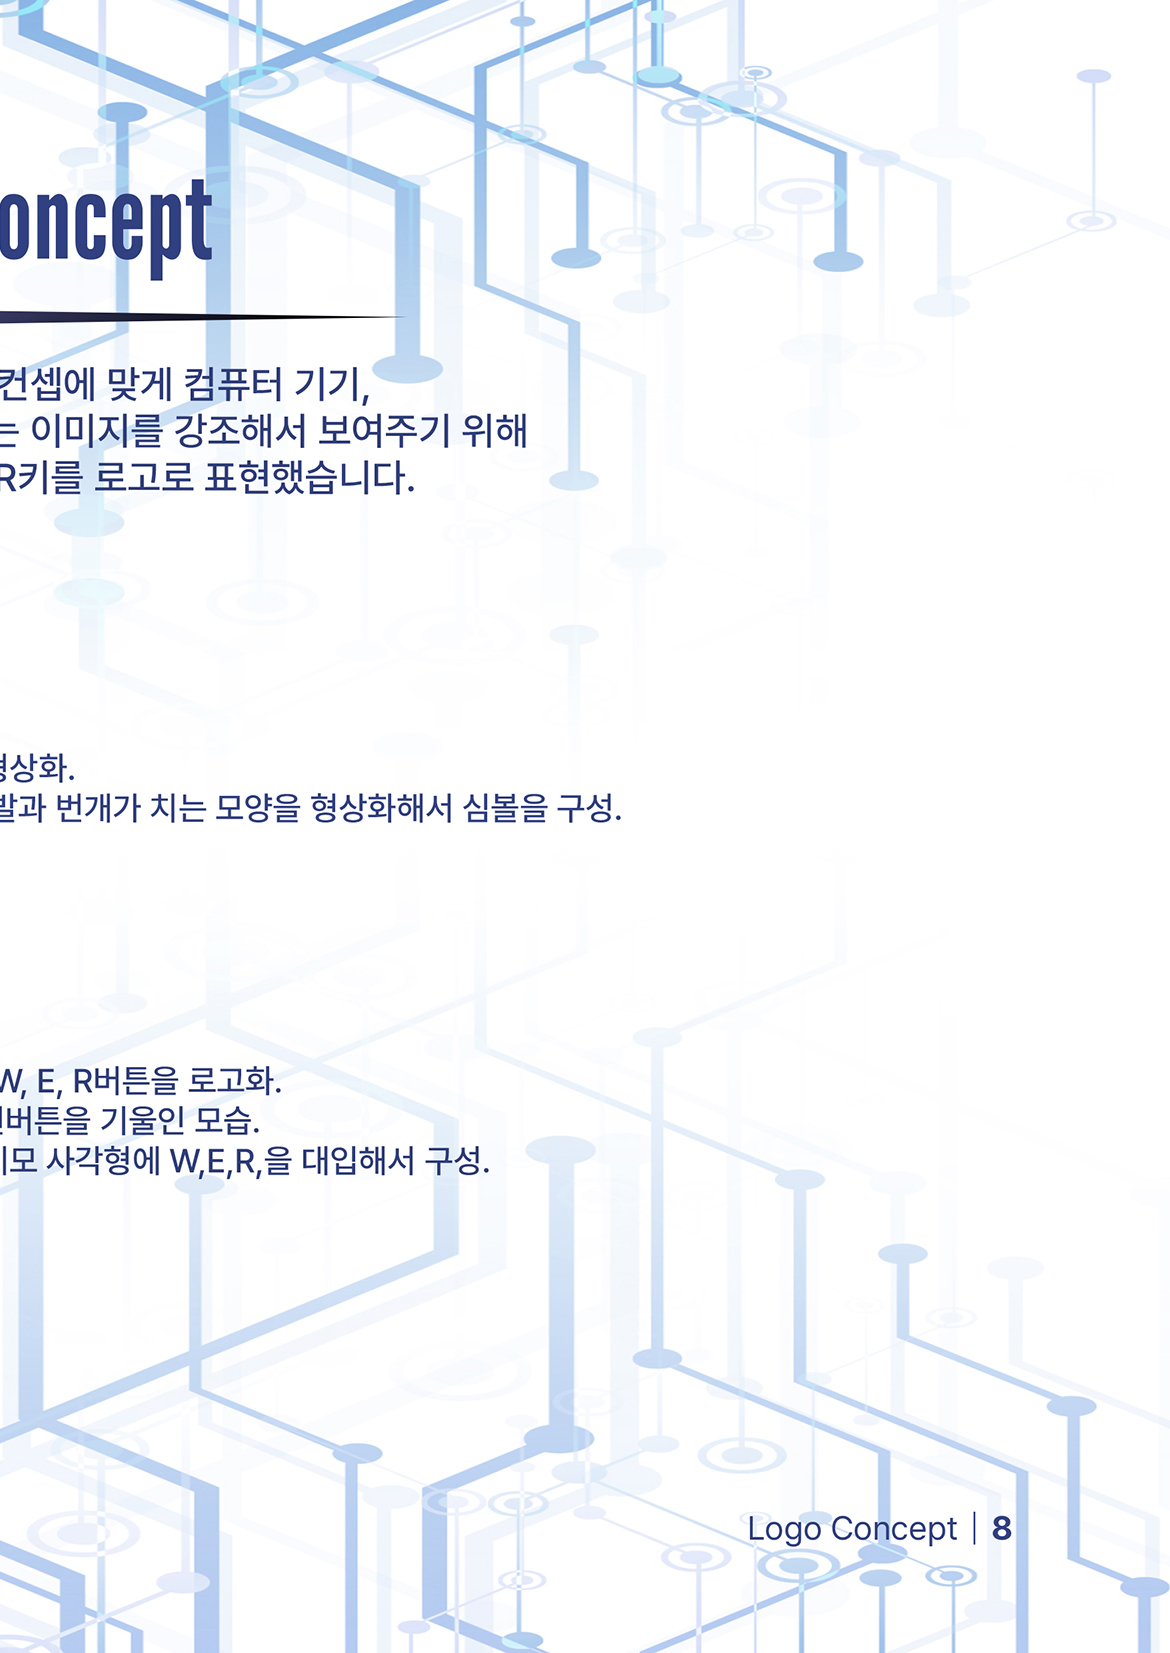 oncept
컨셉에 맞게 컴퓨터 기기,
는 이미지를 강조해서 보여주기 위해
R키를 로고로 표현했습니다.
형상화.
발과 번개가 치는 모양을 형상화해서 심볼을 구성.
W, E, R버튼을 로고화.
버튼을 기울인 모습.
사각형에 W,E,R,을 대입해서 구성.
Logo Concept | 8